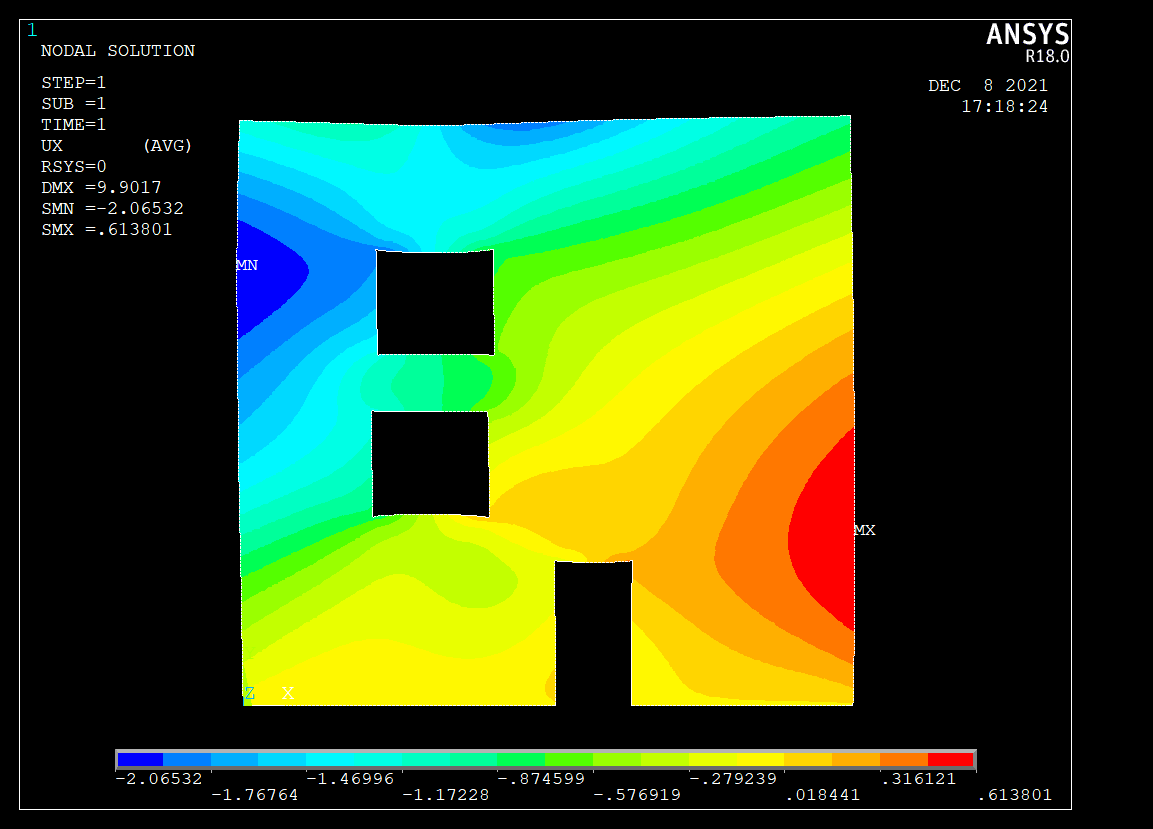 1
ANSYS
R18.0
NODAL SOLUTION
STEP=1
SUB =1
TIME=1
UX (AVG)
RSYS=0
DMX =9.9017
SMN =-2.06532
SMX =.613801
DEC 8 2021
17:18:24
MN
MX
Z X
-2.06532 -1.46996 -.874599 -.279239 .316121
-1.76764 -1.17228 -.576919 .018441 .613801